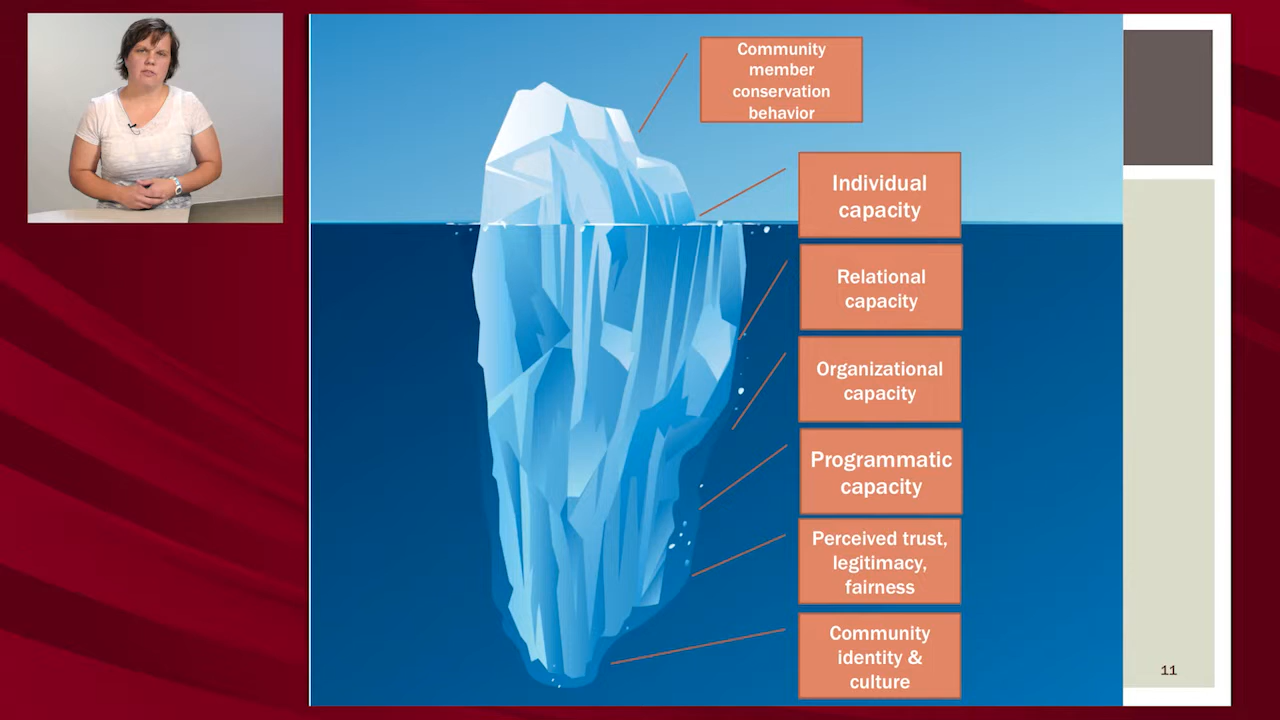 Community
member
conservation
behavior
Individual
capacity
Relational
capacity
Organizational
capacity
Programmatic
capacity
Perceived trust,
legitimacy,
fairness
Community
identity &
culture
11